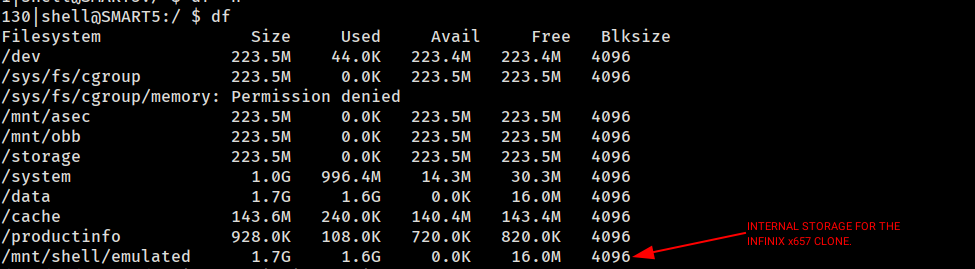 130|shell@SMART5:/ $ df
Filesystem Size Used Avail Free Blksize
/dev 223.5M 44.0K 223.4M 223.4M 4096
/sys/fs/cgroup 223.5M 0.0K 223.5M 223.5M 4096
/sys/fs/cgroup/memory: Permission denied
/mnt/asec 223.5M 0.0K 223.5M 223.5M 4096
/mnt/obb 223.5M 0.0K 223.5M 223.5M 4096
/storage 223.5M 0.0K 223.5M 223.5M 4096
/system 1.0G 996.4M 14.3M 30.3M 4096
/data 1.7G 1.6G 0.0K 16.0M 4096
/cache 143.6M 240.0K 140.4M 143.4M 4096
/productinfo 928.0K 108.0K 720.0K 820.0K 4096
/mnt/shell/emulated 1.7G 1.6G 0.0K 16.0M 4096
INTERNAL STORAGE FOR THE
INFINIX x657 CLONE.